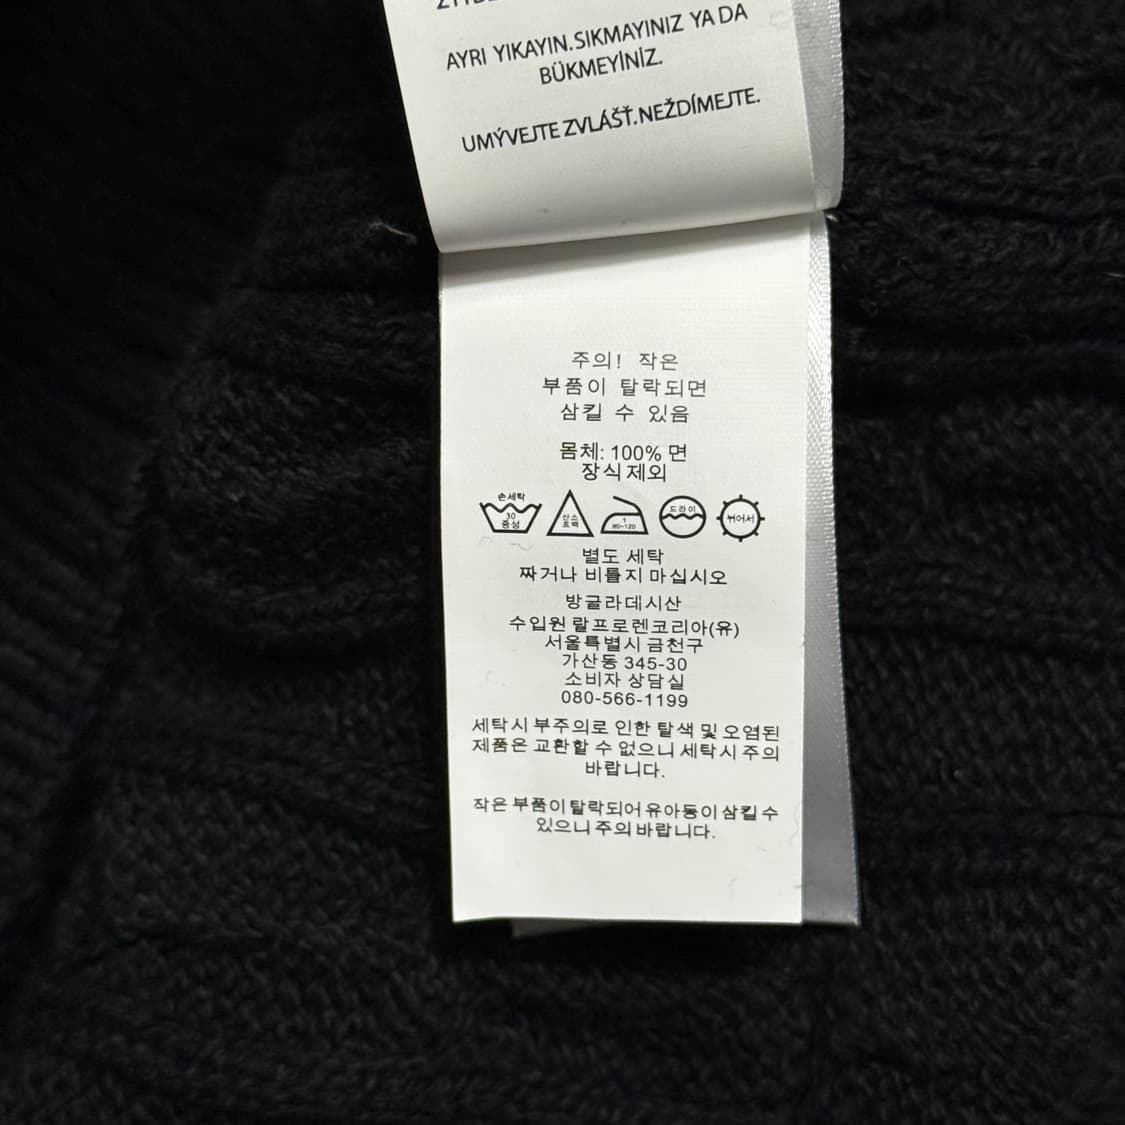 AYRI YIKAYIN.SIKMAYINIZ YA DA
BÜKMEYİNİZ.
UMÝVEJTE ZVLÁŠŤ.NEŽDÍMEJTE.
주의! 작은
부품이 탈락되면
삼킬 수 있음
몸체: 100% 면
장식제외
손세탁
30
중성
산소
표백
1
80~120
드라이
뉘어서
별도 세탁
짜거나 비틀지 마십시오
방글라데시산
수입원 랄프로렌코리아(유)
서울특별시 금천구
가산동 345-30
소비자 상담실
080-566-1199
세탁시 부주의로 인한 탈색 및 오염된
제품은 교환할 수 없으니 세탁시 주의
바랍니다.
작은 부품이 탈락되어 유아동이 삼킬 수
있으니 주의 바랍니다.